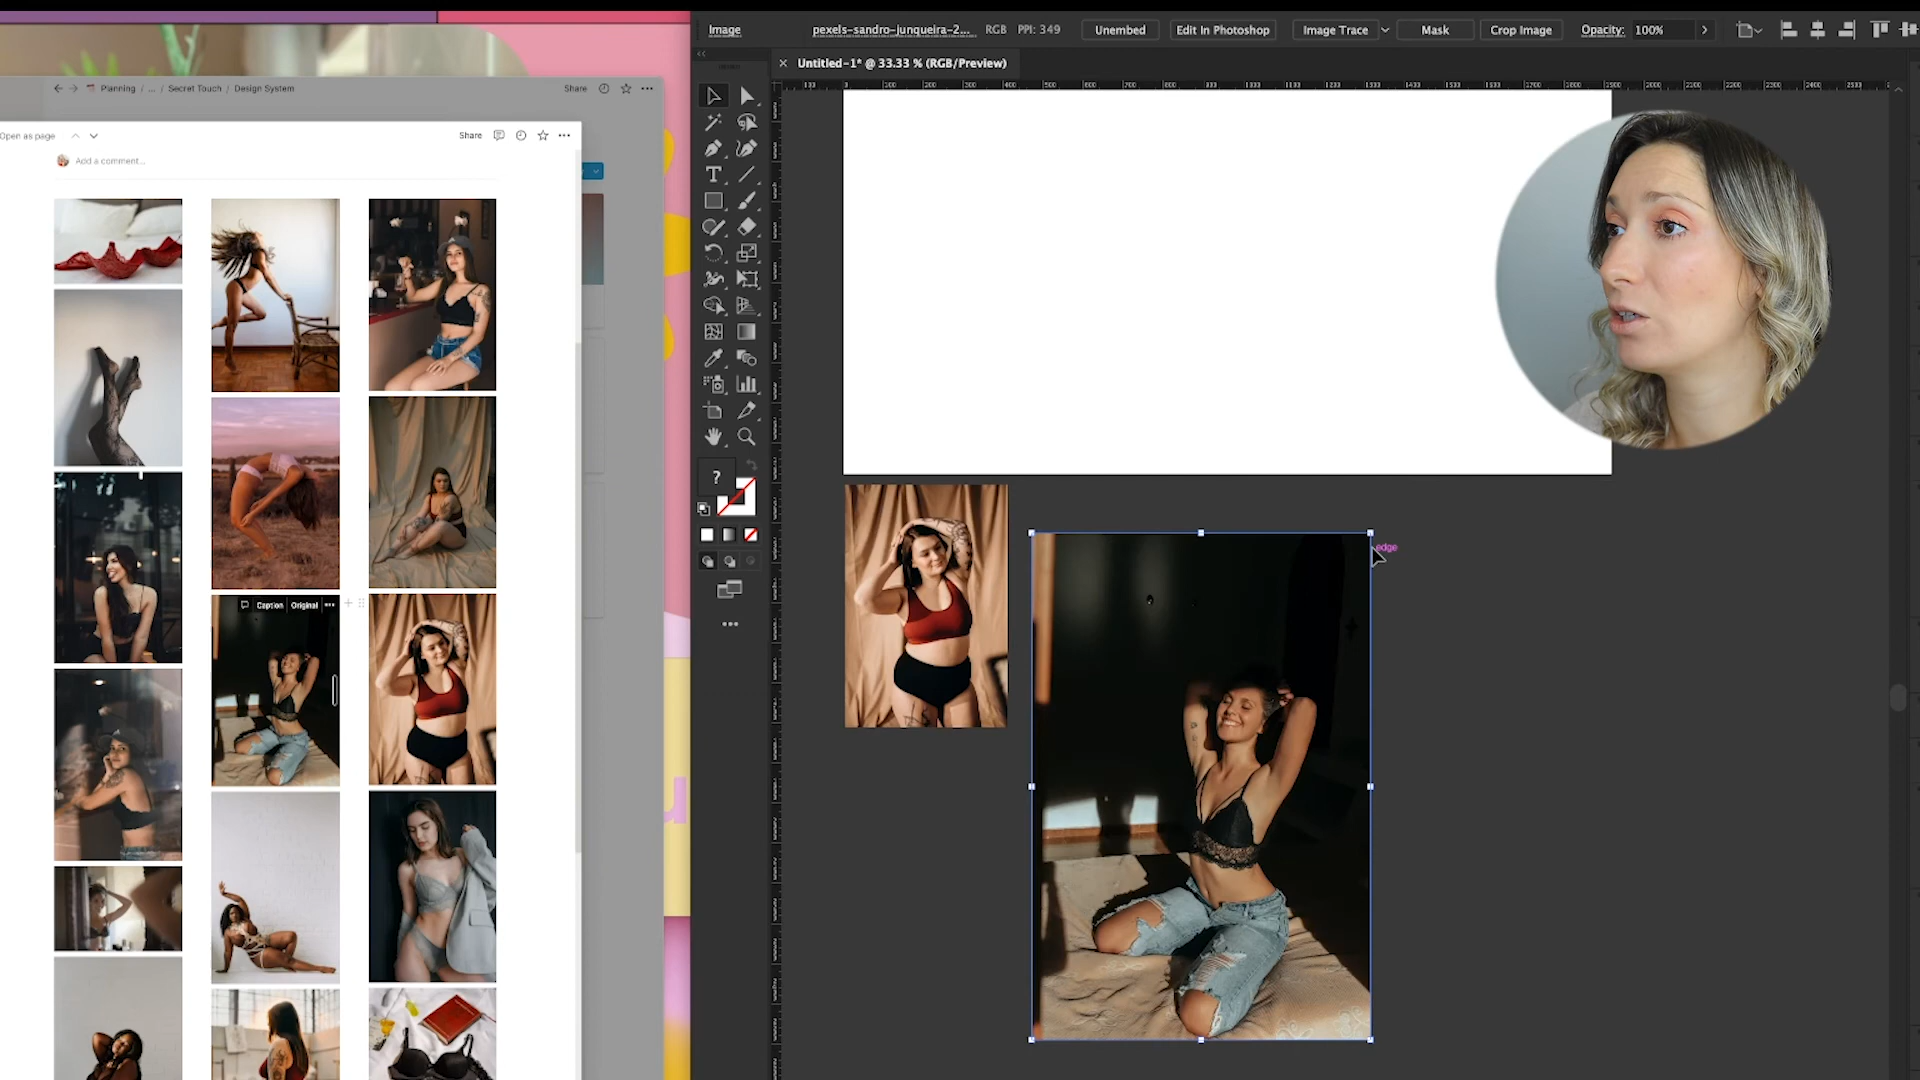 Image
pexels-sandro-junqueira-2...
RGB
PPI: 349
Unembed
Edit In Photoshop
Image Trace
Mask
Crop Image
Opacity:
100%
Untitled-1* @ 33.33 % (RGB/Preview)
Planning / ... / Secret Touch / Design System
Share
Open as page
Share
Add a comment...
Caption
Original
edge
?
u